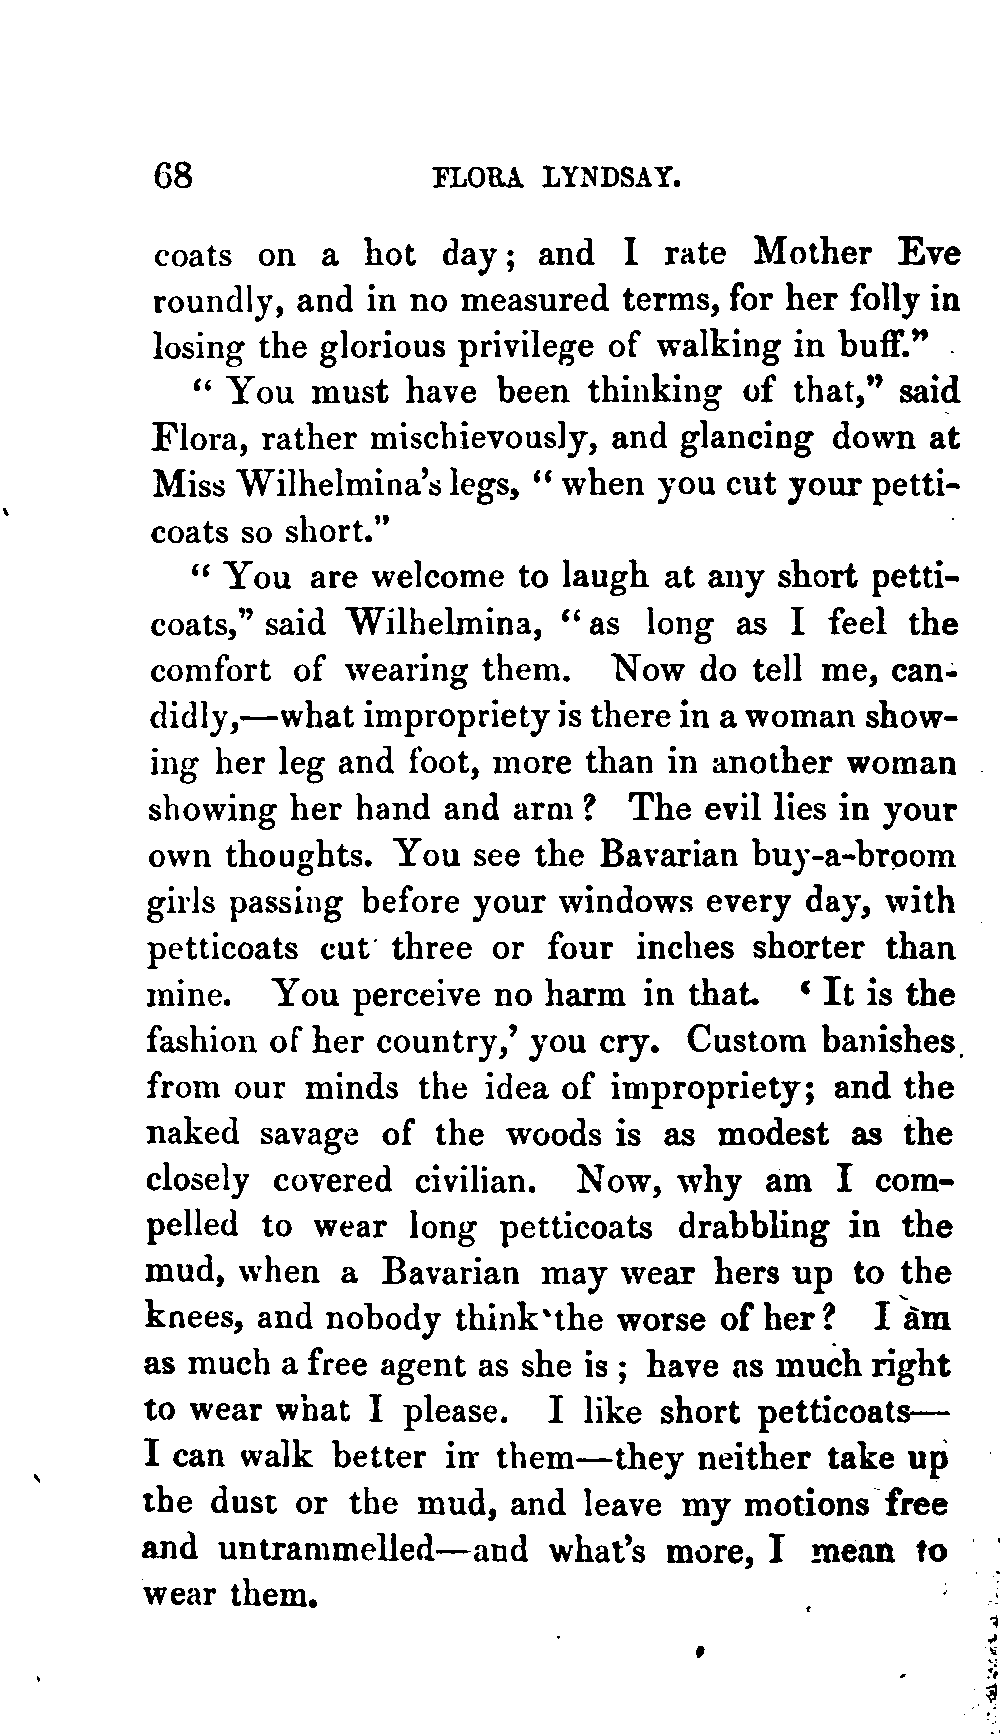 68 FLORA LYNDSAY.
coats on a hot day; and I rate Mother Eve
roundly, and in no measured terms, for her folly in
losing the glorious privilege of walking in buff."
" You must have been thinking of that," said
Flora, rather mischievously, and glancing down at
Miss Wilhelmina's legs, " when you cut your petti-
coats so short."
" You are welcome to laugh at any short petti-
coats," said Wilhelmina, " as long as I feel the
comfort of wearing them. Now do tell me, can-
didly,—what impropriety is there in a woman show-
ing her leg and foot, more than in another woman
showing her hand and arm ? The evil lies in your
own thoughts. You see the Bavarian buy-a-broom
girls passing before your windows every day, with
petticoats cut three or four inches shorter than
mine. You perceive no harm in that. ' It is the
fashion of her country,' you cry. Custom banishes
from our minds the idea of impropriety; and the
naked savage of the woods is as modest as the
closely covered civilian. Now, why am I com-
pelled to wear long petticoats drabbling in the
mud, when a Bavarian may wear hers up to the
knees, and nobody think the worse of her ? I am
as much a free agent as she is ; have as much right
to wear what I please. I like short petticoats—
I can walk better in them—they neither take up
the dust or the mud, and leave my motions free
and untrammelled—and what's more, I mean to
wear them.